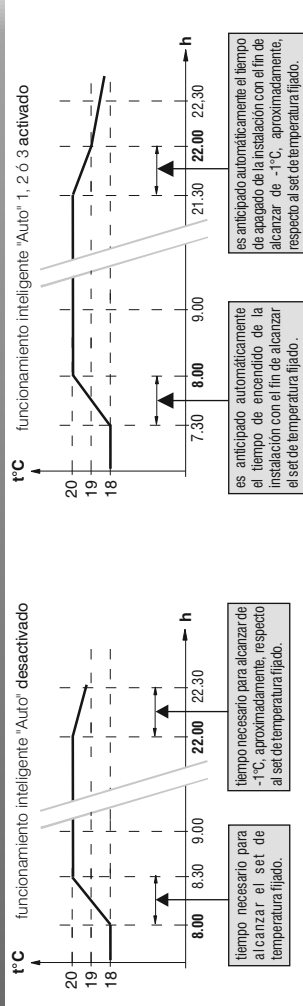 t°C funcionamiento inteligente "Auto" desactivado
20
19
18
8.00 8.30 9.00 22.00 22.30 h
tiempo necesario para
alcanzar el set de
temperatura fijado.
tiempo necesario para alcanzar de
-1°C, aproximadamente, respecto
al set de temperatura fijado.
t°C funcionamiento inteligente "Auto" 1, 2 ó 3 activado
20
19
18
7.30 8.00 9.00 21.30 22.00 22.30 h
es anticipado automáticamente
el tiempo de encendido de la
instalación con el fin de alcanzar
el set de temperatura fijado.
es anticipado automáticamente el tiempo
de apagado de la instalación con el fin de
alcanzar de -1°C, aproximadamente,
respecto al set de temperatura fijado.